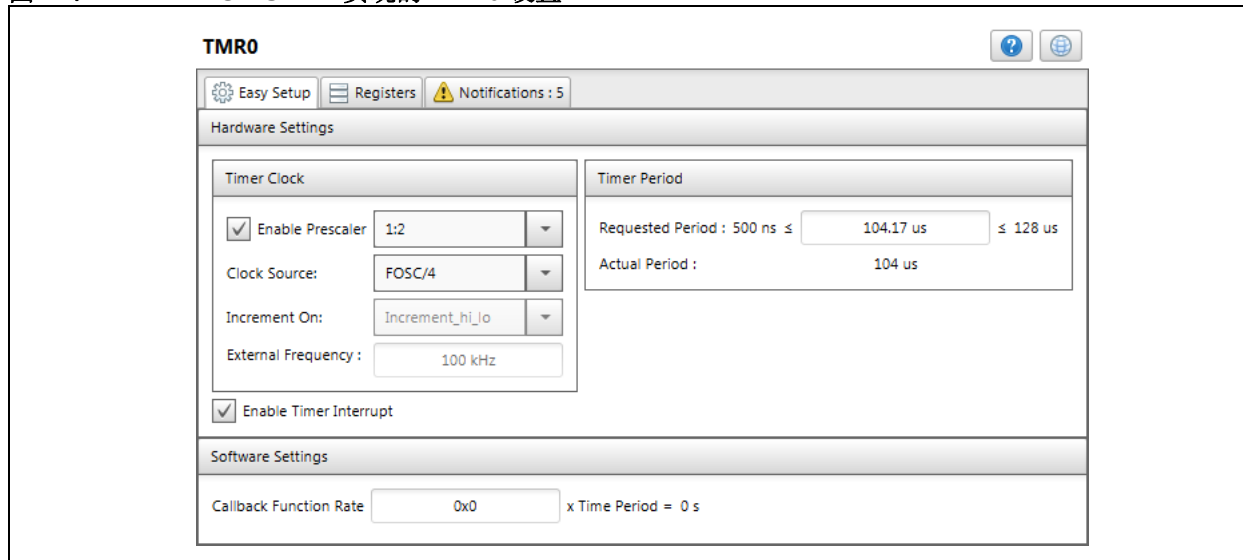 TMR0
Easy Setup Registers Notifications : 5
Hardware Settings
Timer Clock
Enable Prescaler 1:2
Clock Source: FOSC/4
Increment On: Increment_hi_lo
External Frequency : 100 kHz
Timer Period
Requested Period : 500 ns ≤ 104.17 us ≤ 128 us
Actual Period : 104 us
Enable Timer Interrupt
Software Settings
Callback Function Rate 0x0 x Time Period = 0 s